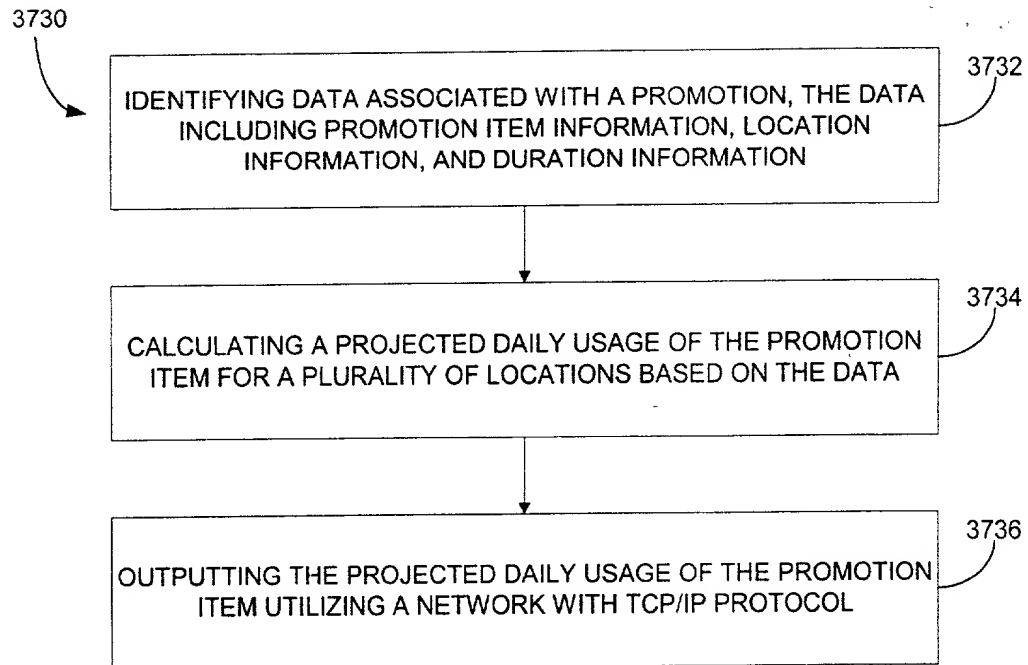 3730
3732
IDENTIFYING DATA ASSOCIATED WITH A PROMOTION, THE DATA
INCLUDING PROMOTION ITEM INFORMATION, LOCATION
INFORMATION, AND DURATION INFORMATION
3734
CALCULATING A PROJECTED DAILY USAGE OF THE PROMOTION
ITEM FOR A PLURALITY OF LOCATIONS BASED ON THE DATA
3736
OUTPUTTING THE PROJECTED DAILY USAGE OF THE PROMOTION
ITEM UTILIZING A NETWORK WITH TCP/IP PROTOCOL